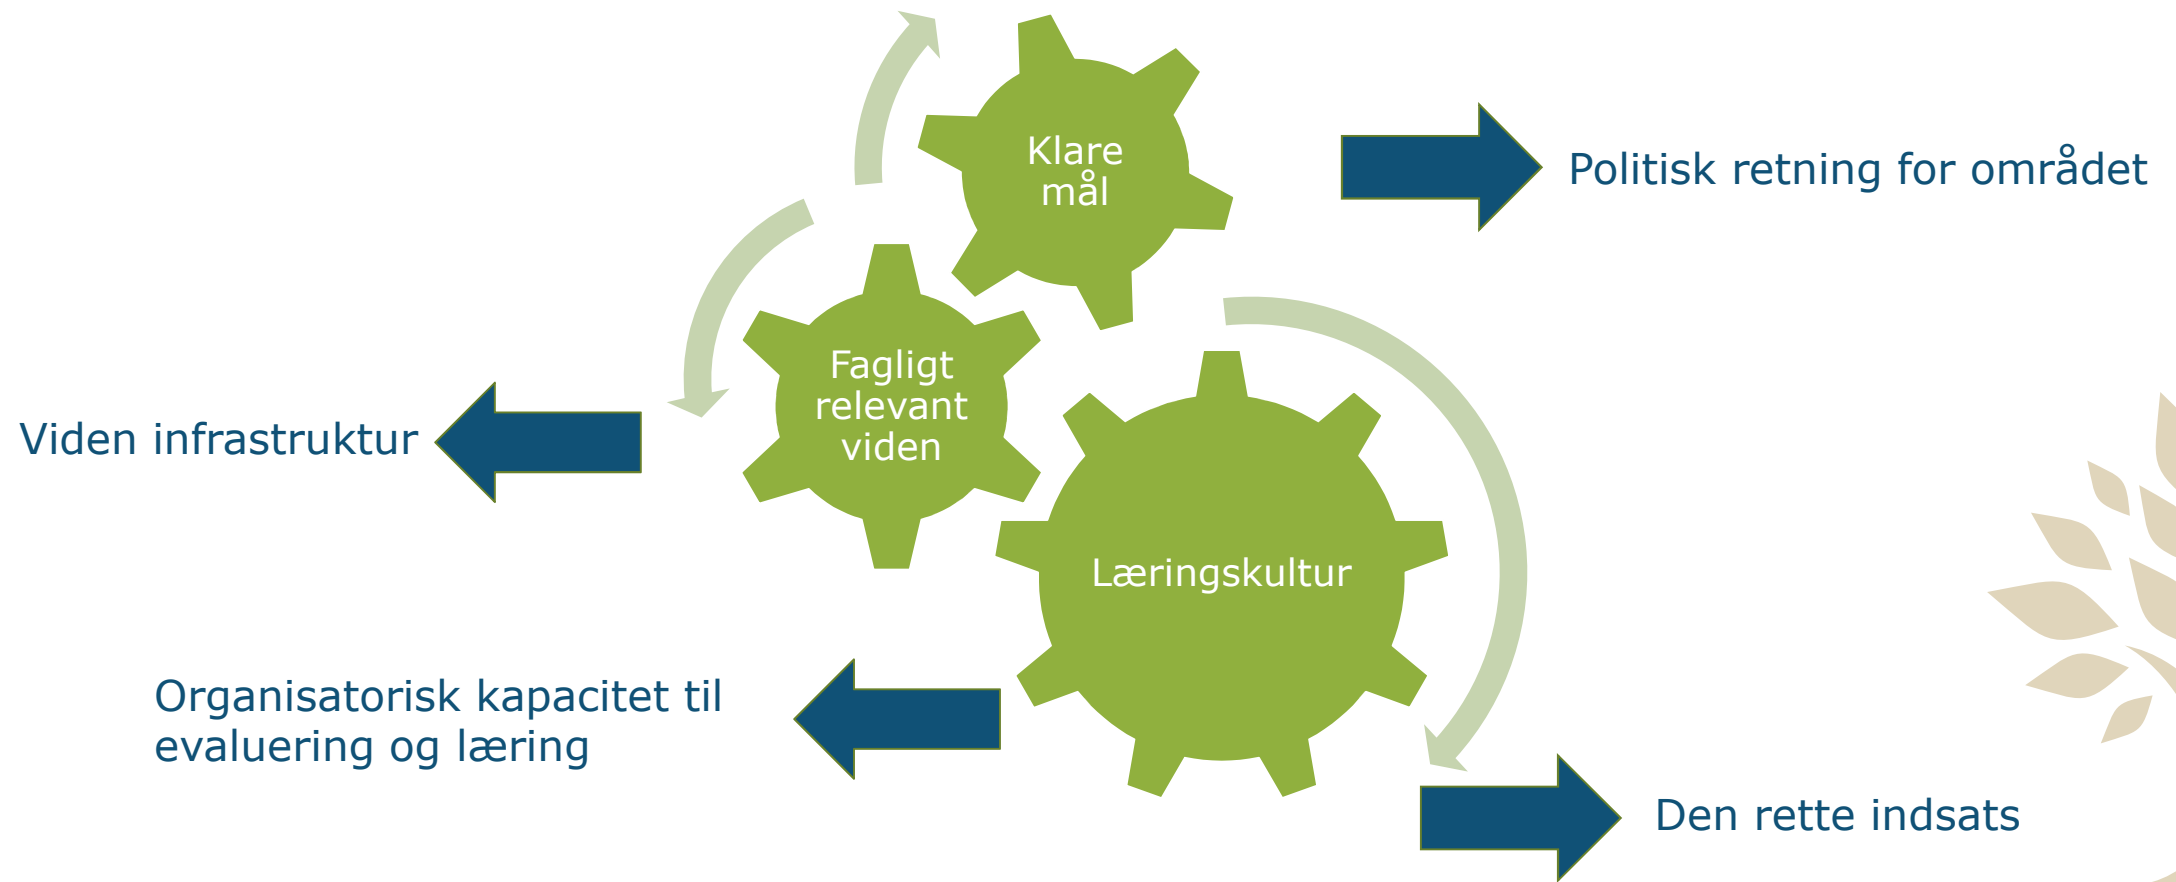 Klare
mål
Politisk retning for området
Fagligt
relevant
viden
Viden infrastruktur
Læringskultur
Organisatorisk kapacitet til
evaluering og læring
Den rette indsats